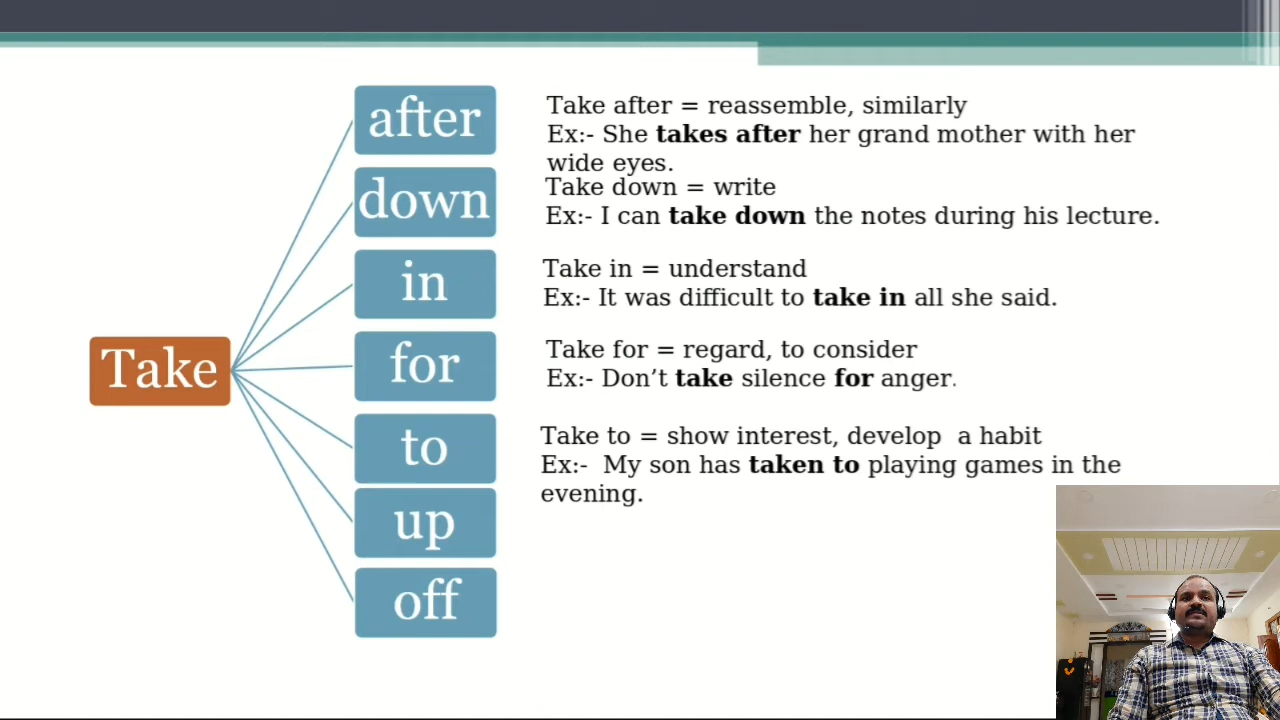 after
Take after = reassemble, similarly
Ex:- She takes after her grand mother with her
wide eyes.
down
Take down = write
Ex:- I can take down the notes during his lecture.
in
Take in = understand
Ex:- It was difficult to take in all she said.
Take
for
Take for = regard, to consider
Ex:- Don’t take silence for anger.
to
Take to = show interest, develop  a habit
Ex:-  My son has taken to playing games in the
evening.
up
off